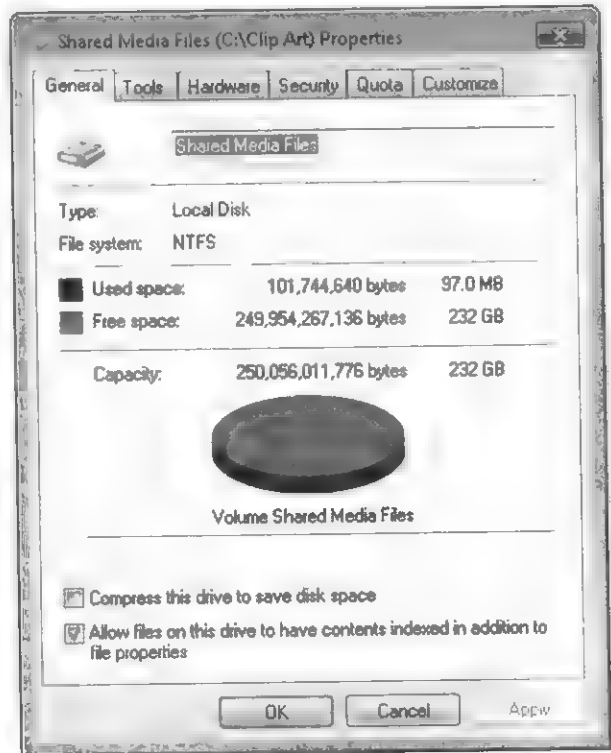 Shared Media Files (C:\Clip Art) Properties
General Tools Hardware Security Quota Customize
Shared Media Files
Type: Local Disk
File system: NTFS
Used space: 101,744,640 bytes 97.0 MB
Free space: 249,954,267,136 bytes 232 GB
Capacity: 250,056,011,776 bytes 232 GB
Volume Shared Media Files
Compress this drive to save disk space
Allow files on this drive to have contents indexed in addition to
file properties
OK Cancel Apply